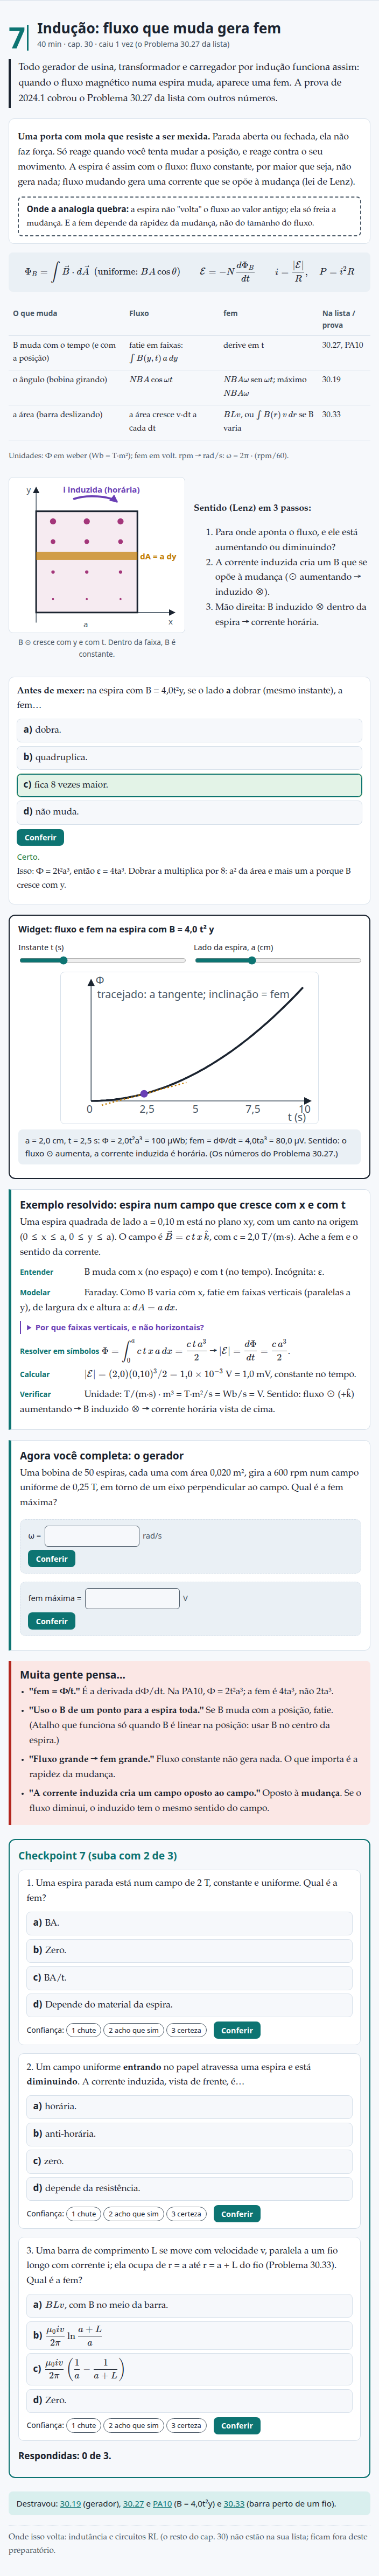 7 Indução: fluxo que muda gera fem
40 min · cap. 30 · caiu 1 vez (o Problema 30.27 da lista)
Todo gerador de usina, transformador e carregador por indução funciona assim:
quando o fluxo magnético numa espira muda, aparece uma fem. A prova de
2024.1 cobrou o Problema 30.27 da lista com outros números.
Uma porta com mola que resiste a ser mexida. Parada aberta ou fechada, ela não
faz força. Só reage quando você tenta mudar a posição, e reage contra o seu
movimento. A espira é assim com o fluxo: fluxo constante, por maior que seja, não
gera nada; fluxo mudando gera uma corrente que se opõe à mudança (lei de Lenz).
Onde a analogia quebra: a espira não "volta" o fluxo ao valor antigo; ela só freia a
mudança. E a fem depende da rapidez da mudança, não do tamanho do fluxo.
Φ_B = ∫ B⃗ · dA⃗ (uniforme: BA cos θ) ℰ = −N dΦ_B/dt i = |ℰ|/R, P = i²R
O que muda Fluxo fem Na lista / prova
B muda com o tempo (e com a posição) fatie em faixas: ∫ B(y, t) a dy derive em t 30.27, PA10
o ângulo (bobina girando) NBA cos ωt NBAω sen ωt; máximo NBAω 30.19
a área (barra deslizando) a área cresce v·dt a cada dt BLv, ou ∫ B(r) v dr se B varia 30.33
Unidades: Φ em weber (Wb = T·m²); fem em volt. rpm → rad/s: ω = 2π · (rpm/60).
y
i induzida (horária)
dA = a dy
a
x
B ⊙ cresce com y e com t. Dentro da faixa, B é
constante.
Sentido (Lenz) em 3 passos:
1. Para onde aponta o fluxo, e ele está
aumentando ou diminuindo?
2. A corrente induzida cria um B que se
opõe à mudança (⊙ aumentando →
induzido ⊗).
3. Mão direita: B induzido ⊗ dentro da
espira → corrente horária.
Antes de mexer: na espira com B = 4,0t²y, se o lado a dobrar (mesmo instante), a
fem…
a) dobra.
b) quadruplica.
c) fica 8 vezes maior.
d) não muda.
Conferir
Certo.
Isso: Φ = 2t²a³, então ε = 4ta³. Dobrar a multiplica por 8: a² da área e mais um a porque B
cresce com y.
Widget: fluxo e fem na espira com B = 4,0 t² y
Instante t (s) Lado da espira, a (cm)
Φ
tracejado: a tangente; inclinação = fem
0 2,5 5 7,5 10
t (s)
a = 2,0 cm, t = 2,5 s: Φ = 2,0t²a³ = 100 μWb; fem = dΦ/dt = 4,0ta³ = 80,0 μV. Sentido: o
fluxo ⊙ aumenta, a corrente induzida é horária. (Os números do Problema 30.27.)
Exemplo resolvido: espira num campo que cresce com x e com t
Uma espira quadrada de lado a = 0,10 m está no plano xy, com um canto na origem
(0 ≤ x ≤ a, 0 ≤ y ≤ a). O campo é B⃗ = c t x k̂, com c = 2,0 T/(m·s). Ache a fem e o
sentido da corrente.
Entender B muda com x (no espaço) e com t (no tempo). Incógnita: ε.
Modelar Faraday. Como B varia com x, fatie em faixas verticais (paralelas a
y), de largura dx e altura a: dA = a dx.
▸ Por que faixas verticais, e não horizontais?
Resolver em símbolos Φ = ∫₀ᵃ c t x a dx = c t a³/2 → |ℰ| = dΦ/dt = c a³/2.
Calcular |ℰ| = (2,0)(0,10)³/2 = 1,0 × 10⁻³ V = 1,0 mV, constante no tempo.
Verificar Unidade: T/(m·s) · m³ = T·m²/s = Wb/s = V. Sentido: fluxo ⊙ (+k̂)
aumentando → B induzido ⊗ → corrente horária vista de cima.
Agora você completa: o gerador
Uma bobina de 50 espiras, cada uma com área 0,020 m², gira a 600 rpm num campo
uniforme de 0,25 T, em torno de um eixo perpendicular ao campo. Qual é a fem
máxima?
ω = rad/s
Conferir
fem máxima = V
Conferir
Muita gente pensa…
• "fem = Φ/t." É a derivada dΦ/dt. Na PA10, Φ = 2t²a³; a fem é 4ta³, não 2ta³.
• "Uso o B de um ponto para a espira toda." Se B muda com a posição, fatie.
(Atalho que funciona só quando B é linear na posição: usar B no centro da
espira.)
• "Fluxo grande → fem grande." Fluxo constante não gera nada. O que importa é a
rapidez da mudança.
• "A corrente induzida cria um campo oposto ao campo." Oposto à mudança. Se o
fluxo diminui, o induzido tem o mesmo sentido do campo.
Checkpoint 7 (suba com 2 de 3)
1. Uma espira parada está num campo de 2 T, constante e uniforme. Qual é a
fem?
a) BA.
b) Zero.
c) BA/t.
d) Depende do material da espira.
Confiança: 1 chute 2 acho que sim 3 certeza Conferir
2. Um campo uniforme entrando no papel atravessa uma espira e está
diminuindo. A corrente induzida, vista de frente, é…
a) horária.
b) anti-horária.
c) zero.
d) depende da resistência.
Confiança: 1 chute 2 acho que sim 3 certeza Conferir
3. Uma barra de comprimento L se move com velocidade v, paralela a um fio
longo com corrente i; ela ocupa de r = a até r = a + L do fio (Problema 30.33).
Qual é a fem?
a) BLv, com B no meio da barra.
b) μ₀iv/2π ln (a + L)/a
c) μ₀iv/2π (1/a − 1/(a + L))
d) Zero.
Confiança: 1 chute 2 acho que sim 3 certeza Conferir
Respondidas: 0 de 3.
Destravou: 30.19 (gerador), 30.27 e PA10 (B = 4,0t²y) e 30.33 (barra perto de um fio).
Onde isso volta: indutância e circuitos RL (o resto do cap. 30) não estão na sua lista; ficam fora deste
preparatório.